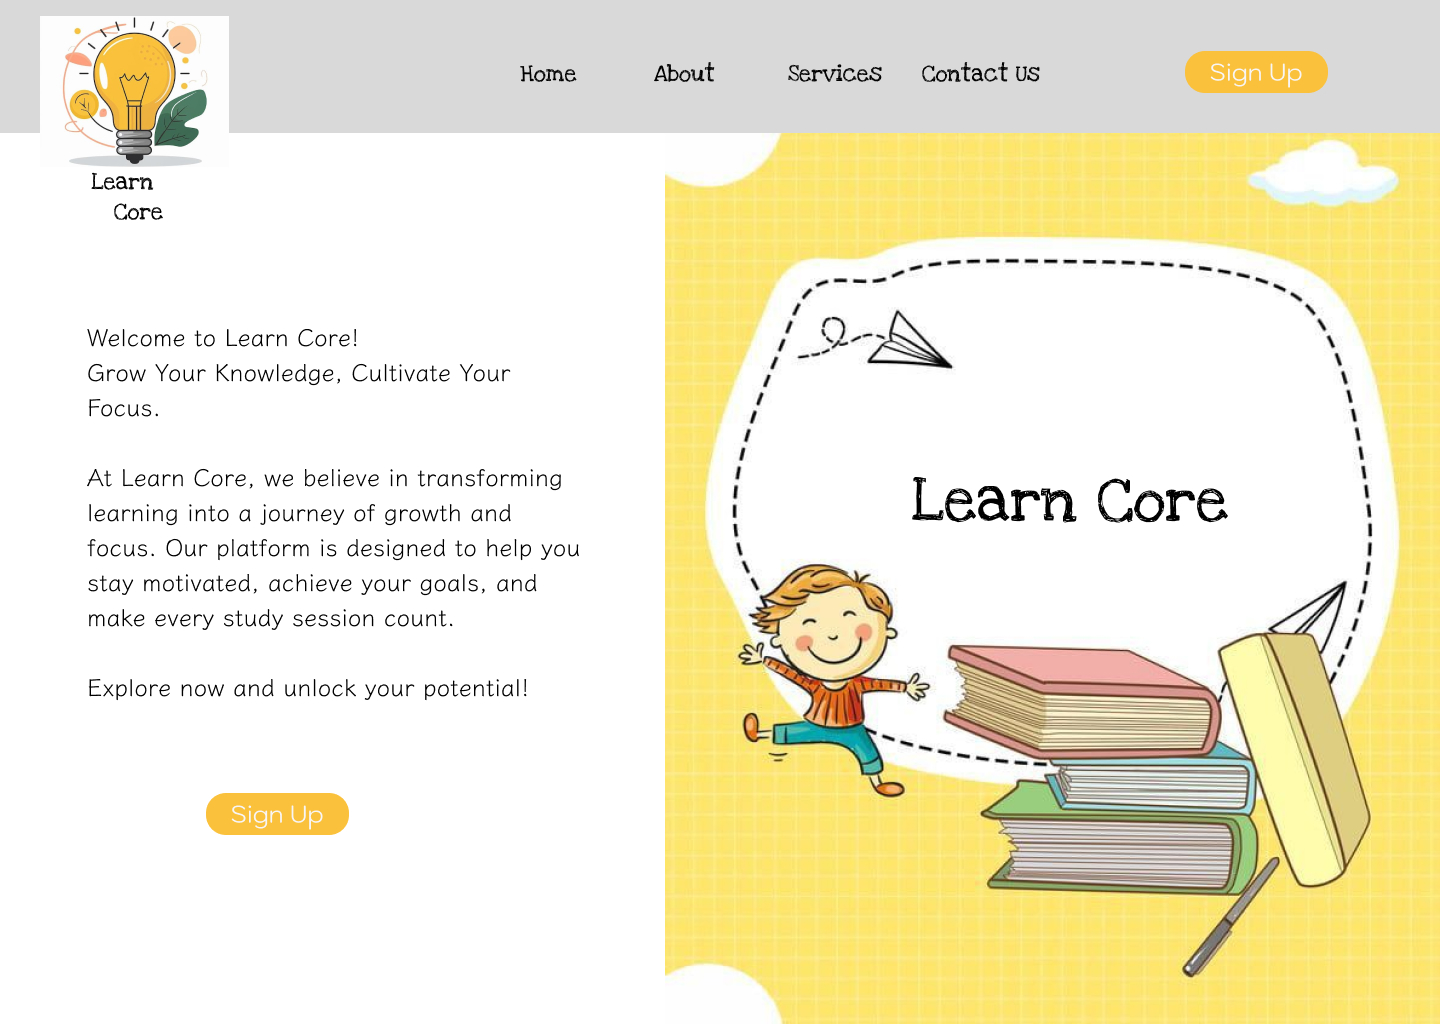 Home About Services Contact Us Sign Up
Learn
Core
Welcome to Learn Core!
Grow Your Knowledge, Cultivate Your
Focus.
At Learn Core, we believe in transforming
learning into a journey of growth and
focus. Our platform is designed to help you
stay motivated, achieve your goals, and
make every study session count.
Explore now and unlock your potential!
Sign Up
Learn Core